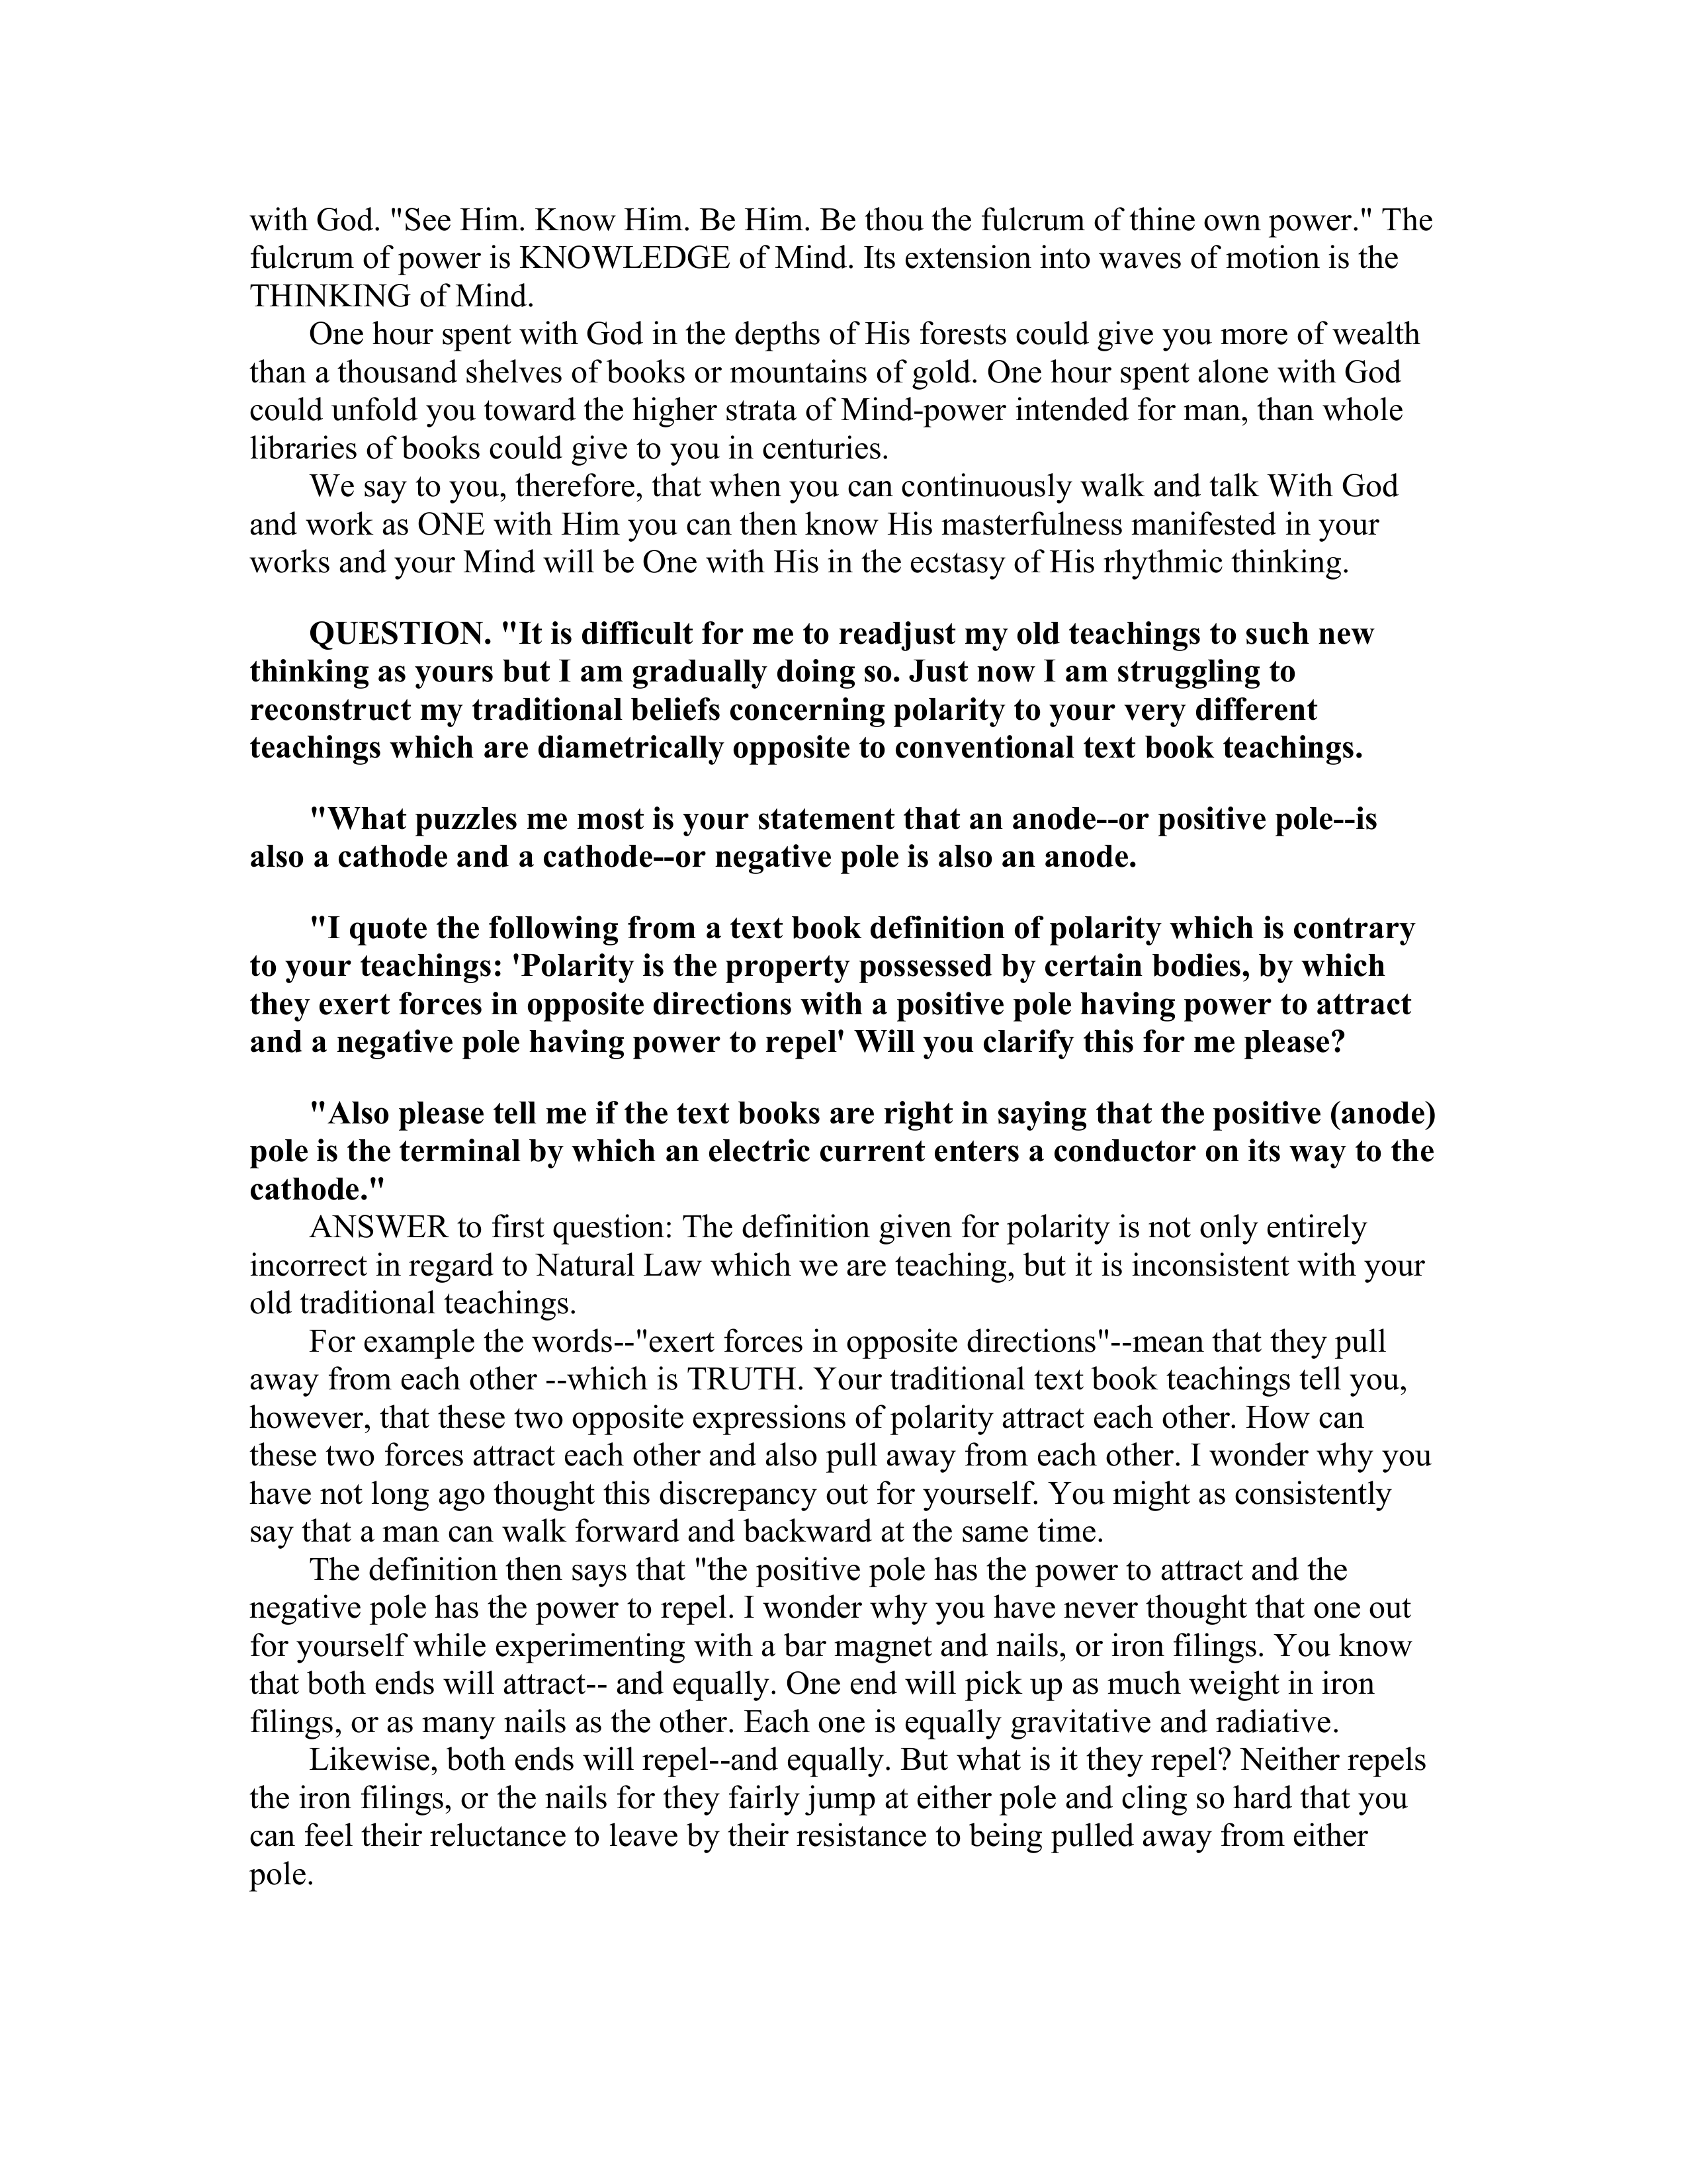 with God. "See Him. Know Him. Be Him. Be thou the fulcrum of thine own power." The
fulcrum of power is KNOWLEDGE of Mind. Its extension into waves of motion is the
THINKING of Mind.
One hour spent with God in the depths of His forests could give you more of wealth
than a thousand shelves of books or mountains of gold. One hour spent alone with God
could unfold you toward the higher strata of Mind-power intended for man, than whole
libraries of books could give to you in centuries.
We say to you, therefore, that when you can continuously walk and talk With God
and work as ONE with Him you can then know His masterfulness manifested in your
works and your Mind will be One with His in the ecstasy of His rhythmic thinking.
QUESTION. "It is difficult for me to readjust my old teachings to such new
thinking as yours but I am gradually doing so. Just now I am struggling to
reconstruct my traditional beliefs concerning polarity to your very different
teachings which are diametrically opposite to conventional text book teachings.
"What puzzles me most is your statement that an anode--or positive pole--is
also a cathode and a cathode--or negative pole is also an anode.
"I quote the following from a text book definition of polarity which is contrary
to your teachings: 'Polarity is the property possessed by certain bodies, by which
they exert forces in opposite directions with a positive pole having power to attract
and a negative pole having power to repel' Will you clarify this for me please?
"Also please tell me if the text books are right in saying that the positive (anode)
pole is the terminal by which an electric current enters a conductor on its way to the
cathode."
ANSWER to first question: The definition given for polarity is not only entirely
incorrect in regard to Natural Law which we are teaching, but it is inconsistent with your
old traditional teachings.
For example the words--"exert forces in opposite directions"--mean that they pull
away from each other --which is TRUTH. Your traditional text book teachings tell you,
however, that these two opposite expressions of polarity attract each other. How can
these two forces attract each other and also pull away from each other. I wonder why you
have not long ago thought this discrepancy out for yourself. You might as consistently
say that a man can walk forward and backward at the same time.
The definition then says that "the positive pole has the power to attract and the
negative pole has the power to repel. I wonder why you have never thought that one out
for yourself while experimenting with a bar magnet and nails, or iron filings. You know
that both ends will attract-- and equally. One end will pick up as much weight in iron
filings, or as many nails as the other. Each one is equally gravitative and radiative.
Likewise, both ends will repel--and equally. But what is it they repel? Neither repels
the iron filings, or the nails for they fairly jump at either pole and cling so hard that you
can feel their reluctance to leave by their resistance to being pulled away from either
pole.